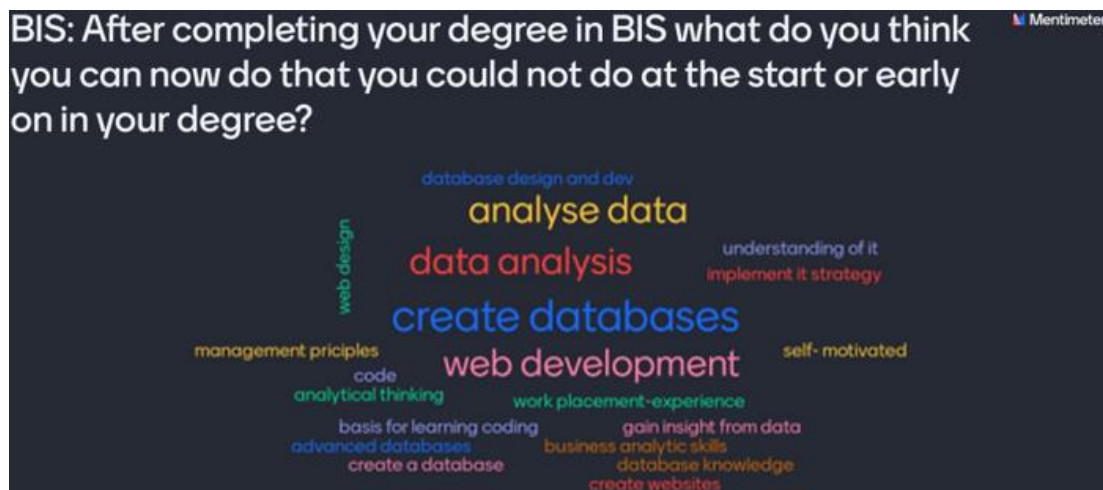 BIS: After completing your degree in BIS what do you think
you can now do that you could not do at the start or early
on in your degree?
Mentimeter
database design and dev
analyse data
web design
understanding of it
data analysis
implement it strategy
create databases
management priciples
web development
self- motivated
code
analytical thinking
work placement-experience
basis for learning coding
gain insight from data
advanced databases
business analytic skills
create a database
database knowledge
create websites